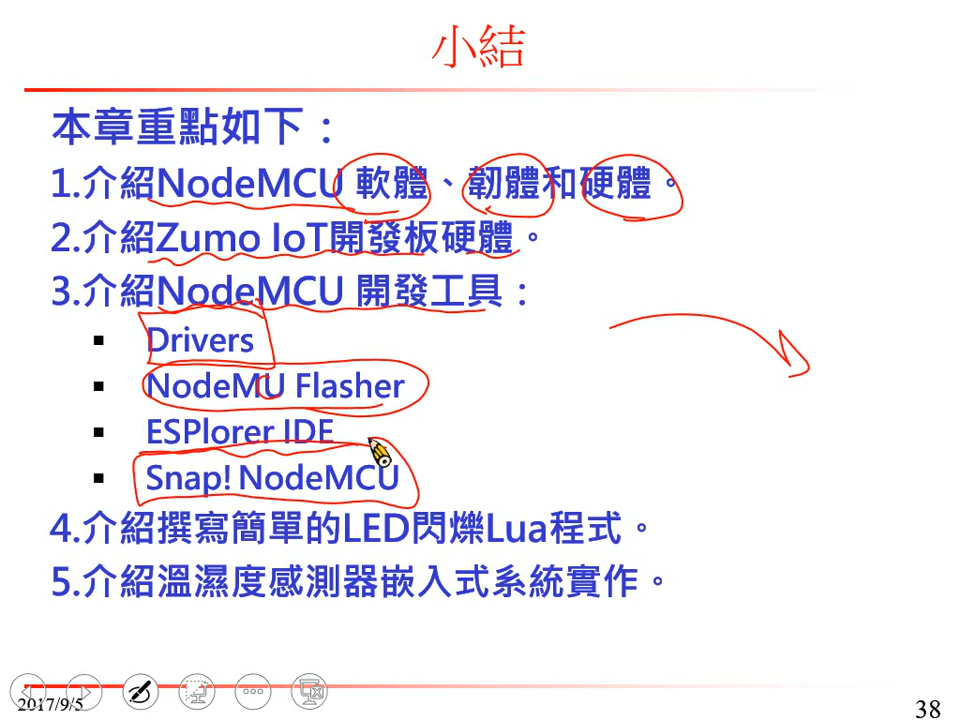 小結
本章重點如下：
1.介紹NodeMCU 軟體、韌體和硬體。
2.介紹Zumo IoT開發板硬體。
3.介紹NodeMCU 開發工具：
▪ Drivers
▪ NodeMU Flasher
▪ ESPlorer IDE
▪ Snap! NodeMCU
4.介紹撰寫簡單的LED閃爍Lua程式。
5.介紹溫濕度感測器嵌入式系統實作。
2017/9/5
38